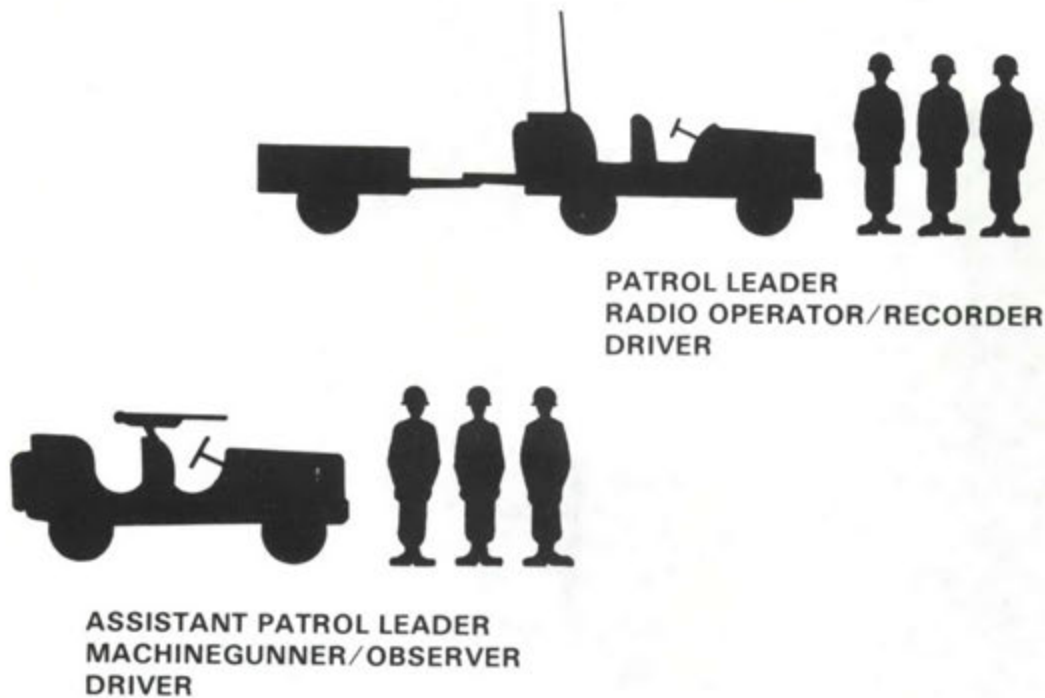 PATROL LEADER
RADIO OPERATOR/RECORDER
DRIVER
ASSISTANT PATROL LEADER
MACHINEGUNNER/OBSERVER
DRIVER